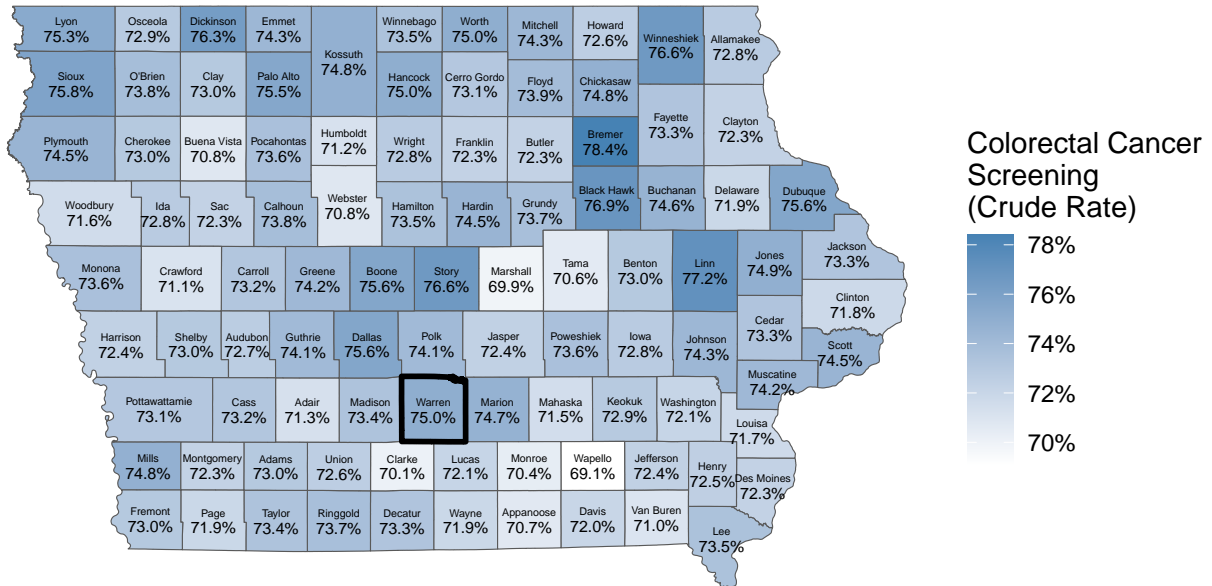 Lyon
75.3%
Osceola
72.9%
Dickinson
76.3%
Emmet
74.3%
Kossuth
74.8%
Winnebago
73.5%
Worth
75.0%
Mitchell
74.3%
Howard
72.6%
Winneshiek
76.6%
Allamakee
72.8%
Sioux
75.8%
O'Brien
73.8%
Clay
73.0%
Palo Alto
75.5%
Hancock
75.0%
Cerro Gordo
73.1%
Floyd
73.9%
Chickasaw
74.8%
Fayette
73.3%
Clayton
72.3%
Plymouth
74.5%
Cherokee
73.0%
Buena Vista
70.8%
Pocahontas
73.6%
Humboldt
71.2%
Wright
72.8%
Franklin
72.3%
Butler
72.3%
Bremer
78.4%
Woodbury
71.6%
Ida
72.8%
Sac
72.3%
Calhoun
73.8%
Webster
70.8%
Hamilton
73.5%
Hardin
74.5%
Grundy
73.7%
Black Hawk
76.9%
Buchanan
74.6%
Delaware
71.9%
Dubuque
75.6%
Monona
73.6%
Crawford
71.1%
Carroll
73.2%
Greene
74.2%
Boone
75.6%
Story
76.6%
Marshall
69.9%
Tama
70.6%
Benton
73.0%
Linn
77.2%
Jones
74.9%
Jackson
73.3%
Clinton
71.8%
Harrison
72.4%
Shelby
73.0%
Audubon
72.7%
Guthrie
74.1%
Dallas
75.6%
Polk
74.1%
Jasper
72.4%
Poweshiek
73.6%
Iowa
72.8%
Johnson
74.3%
Cedar
73.3%
Scott
74.5%
Muscatine
74.2%
Pottawattamie
73.1%
Cass
73.2%
Adair
71.3%
Madison
73.4%
Warren
75.0%
Marion
74.7%
Mahaska
71.5%
Keokuk
72.9%
Washington
72.1%
Louisa
71.7%
Mills
74.8%
Montgomery
72.3%
Adams
73.0%
Union
72.6%
Clarke
70.1%
Lucas
72.1%
Monroe
70.4%
Wapello
69.1%
Jefferson
72.4%
Henry
72.5%
Des Moines
72.3%
Fremont
73.0%
Page
71.9%
Taylor
73.4%
Ringgold
73.7%
Decatur
73.3%
Wayne
71.9%
Appanoose
70.7%
Davis
72.0%
Van Buren
71.0%
Lee
73.5%
Colorectal Cancer
Screening
(Crude Rate)
78%
76%
74%
72%
70%